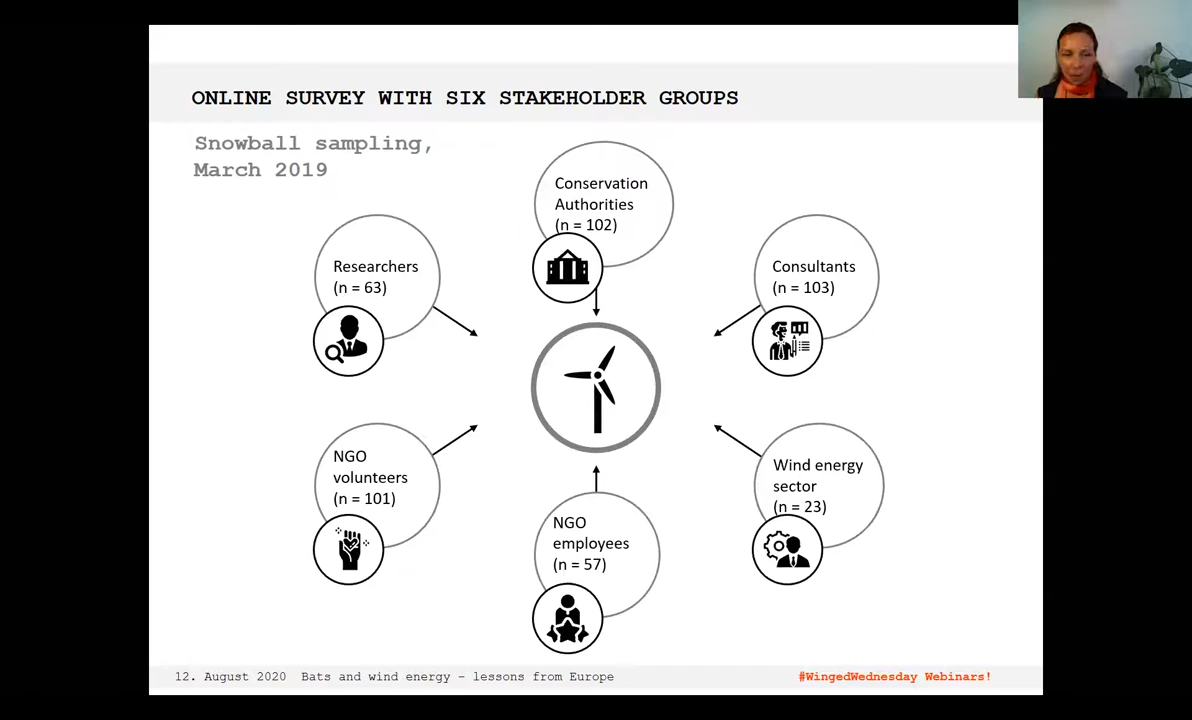 ONLINE SURVEY WITH SIX STAKEHOLDER GROUPS
Snowball sampling,
March 2019
Conservation
Authorities
(n = 102)
Researchers
(n = 63)
Consultants
(n = 103)
NGO
volunteers
(n = 101)
Wind energy
sector
(n = 23)
NGO
employees
(n = 57)
12. August 2020 Bats and wind energy – lessons from Europe
#WingedWednesday Webinars!